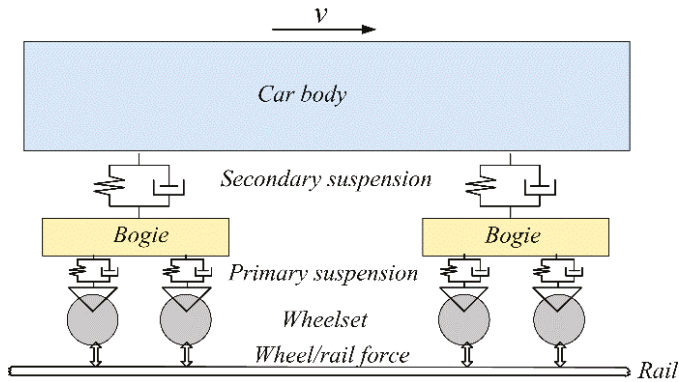 v
Car body
Secondary suspension
Bogie
Bogie
Primary suspension
Wheelset
Wheel/rail force
Rail